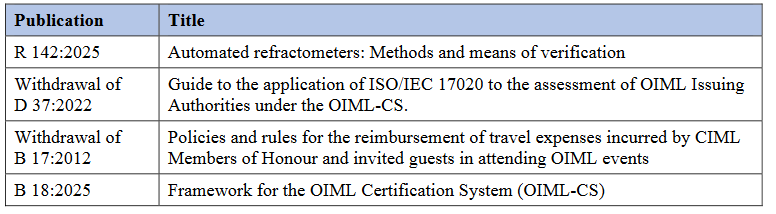 Publication Title
R 142:2025 Automated refractometers: Methods and means of verification
Withdrawal of Guide to the application of ISO/IEC 17020 to the assessment of OIML Issuing
D 37:2022 Authorities under the OIML-CS.
Withdrawal of Policies and rules for the reimbursement of travel expenses incurred by CIML
B 17:2012 Members of Honour and invited guests in attending OIML events
B 18:2025 Framework for the OIML Certification System (OIML-CS)